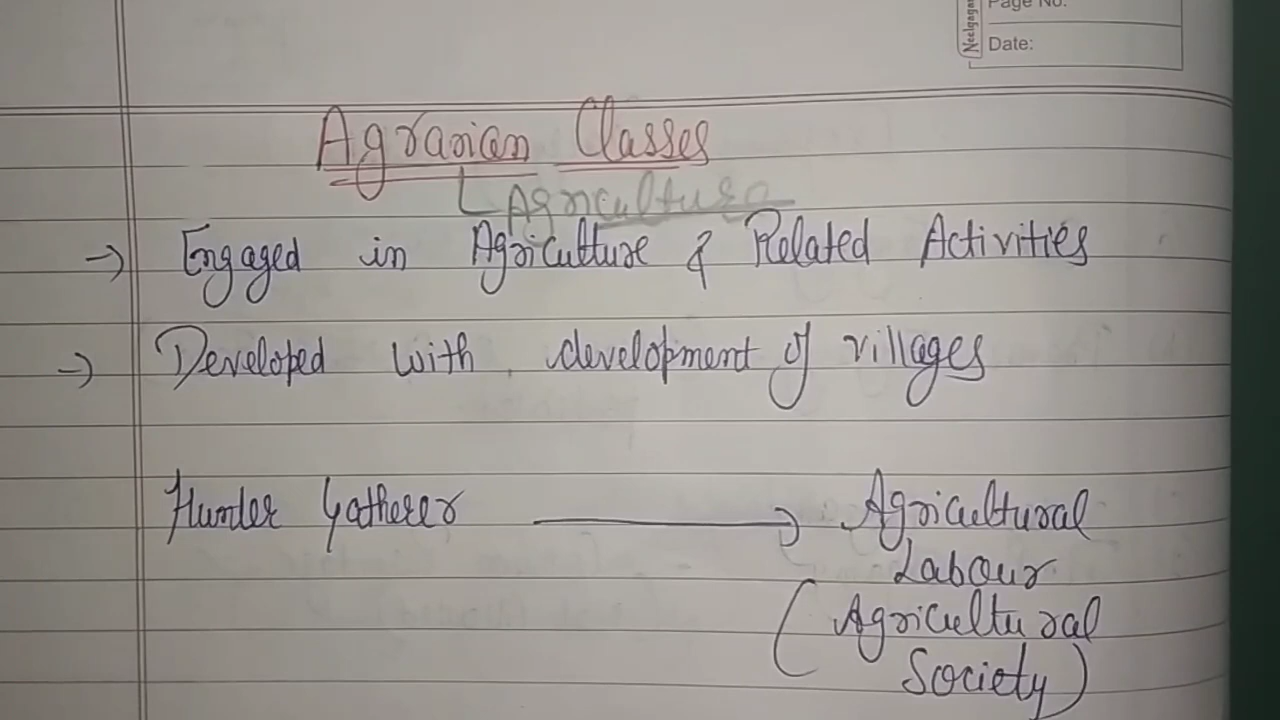 Neelgagan
Page No.
Date:
Agrarian Classes
Agriculture
→ Engaged in Agriculture & Related Activities
→ Developed with development of villages
Hunter Gatherer → Agricultural
Labour
(Agricultural
Society)